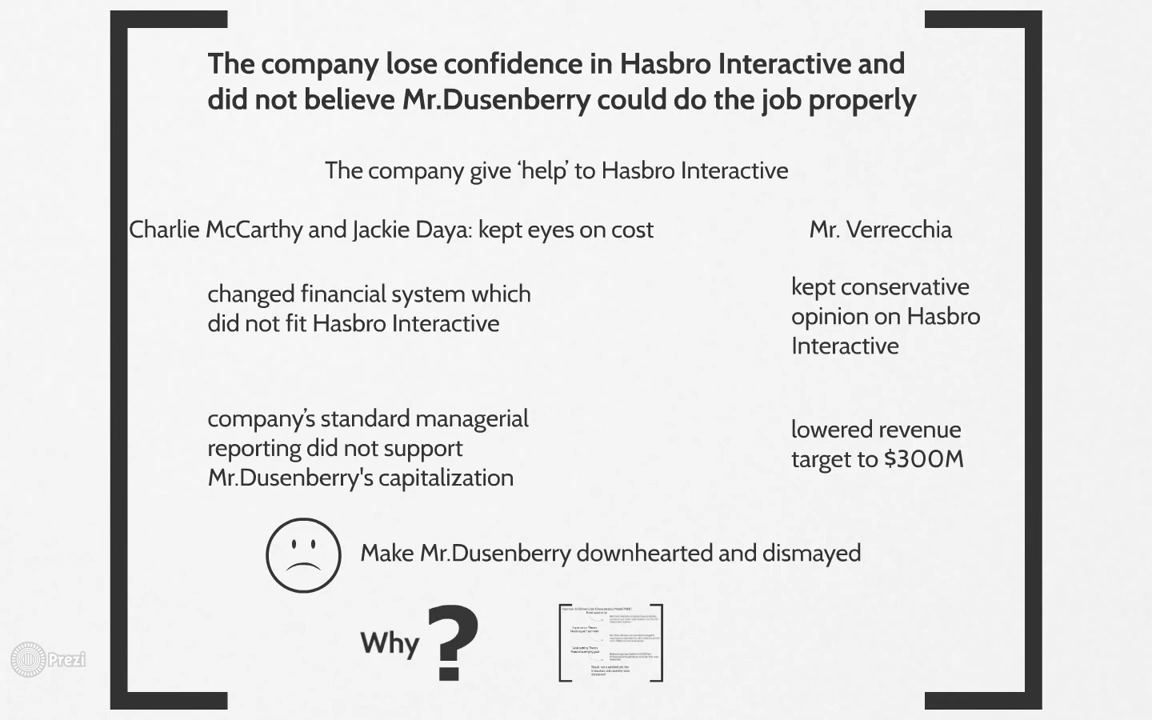 The company lose confidence in Hasbro Interactive and
did not believe Mr.Dusenberry could do the job properly
The company give ‘help’ to Hasbro Interactive
Charlie McCarthy and Jackie Daya: kept eyes on cost
Mr. Verrecchia
changed financial system which
did not fit Hasbro Interactive
kept conservative
opinion on Hasbro
Interactive
company’s standard managerial
reporting did not support
Mr.Dusenberry's capitalization
lowered revenue
target to $300M
Make Mr.Dusenberry downhearted and dismayed
Why ?
Prezi